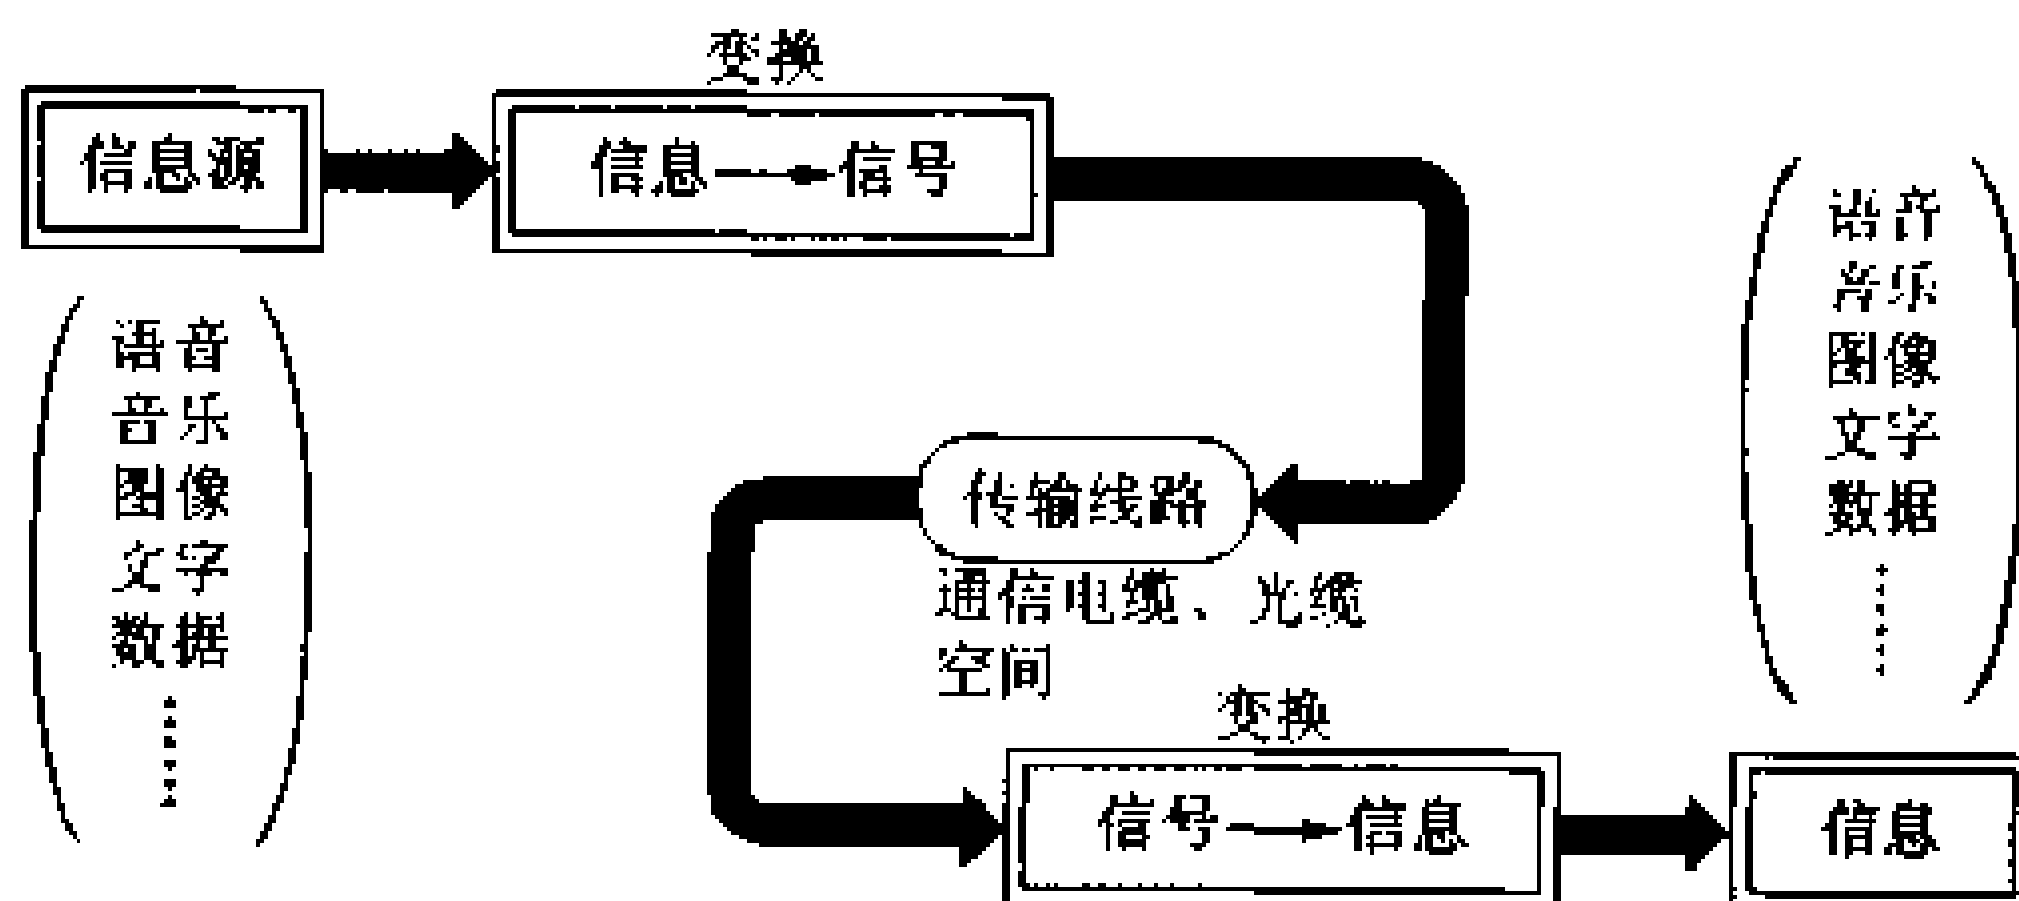 变换
信息源
信息→信号
语音
音乐
图像
文字
数据
……
传输线路
通信电缆、光缆
空间
变换
信号→信息
信息
语音
音乐
图像
文字
数据
……